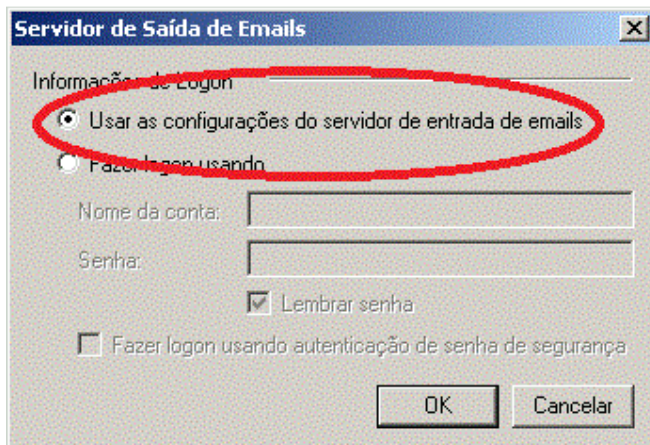 Servidor de Saída de Emails
Informações de Logon
Usar as configurações do servidor de entrada de emails
Fazer logon usando
Nome da conta:
Senha:
Lembrar senha
Fazer logon usando autenticação de senha de segurança
OK Cancelar